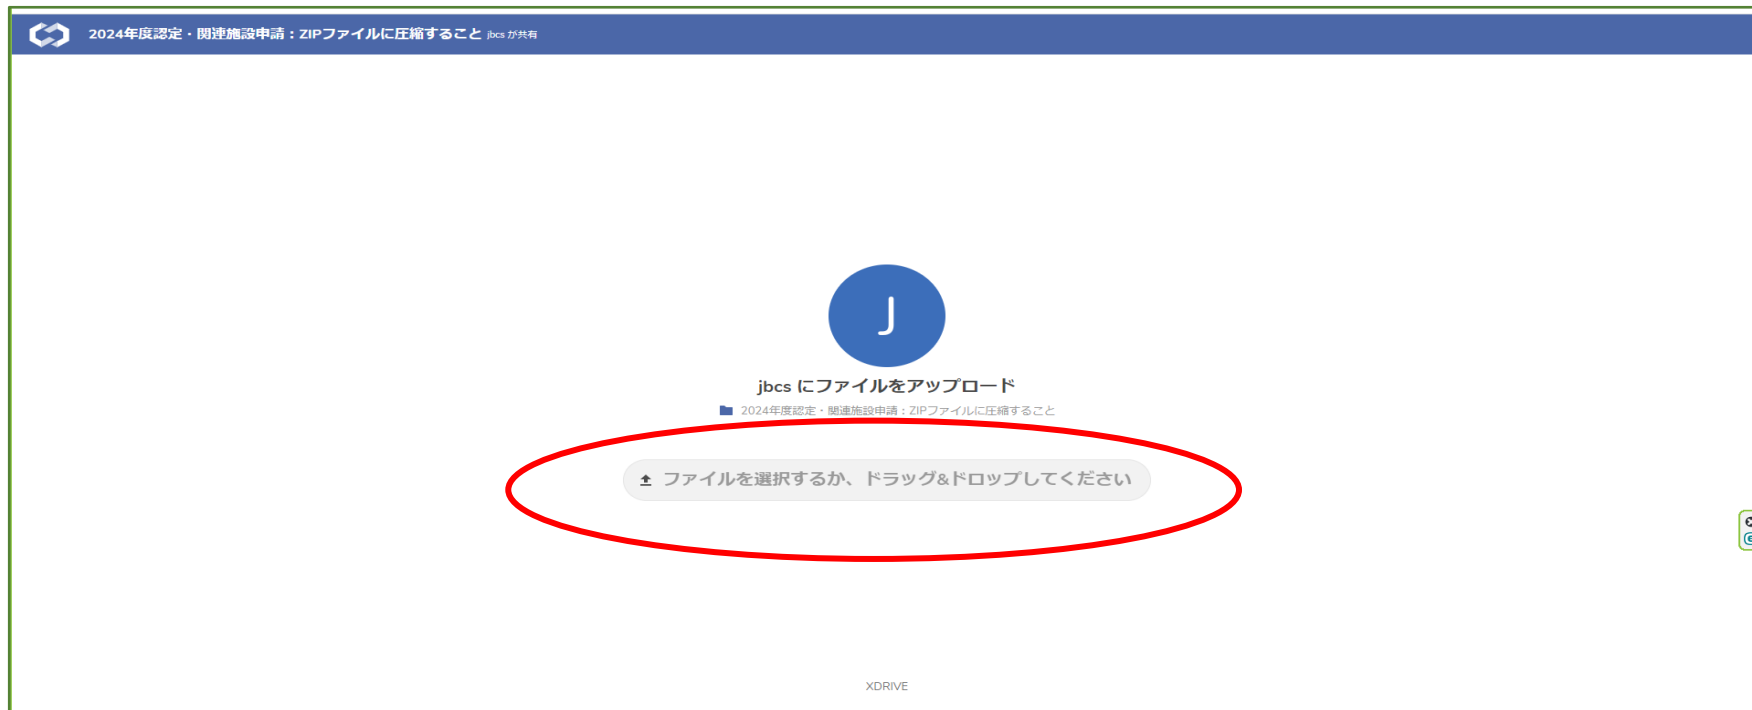 2024年度認定・関連施設申請：ZIPファイルに圧縮すること jbcs が共有
J
jbcs にファイルをアップロード
2024年度認定・関連施設申請：ZIPファイルに圧縮すること
ファイルを選択するか、ドラッグ&ドロップしてください
XDRIVE